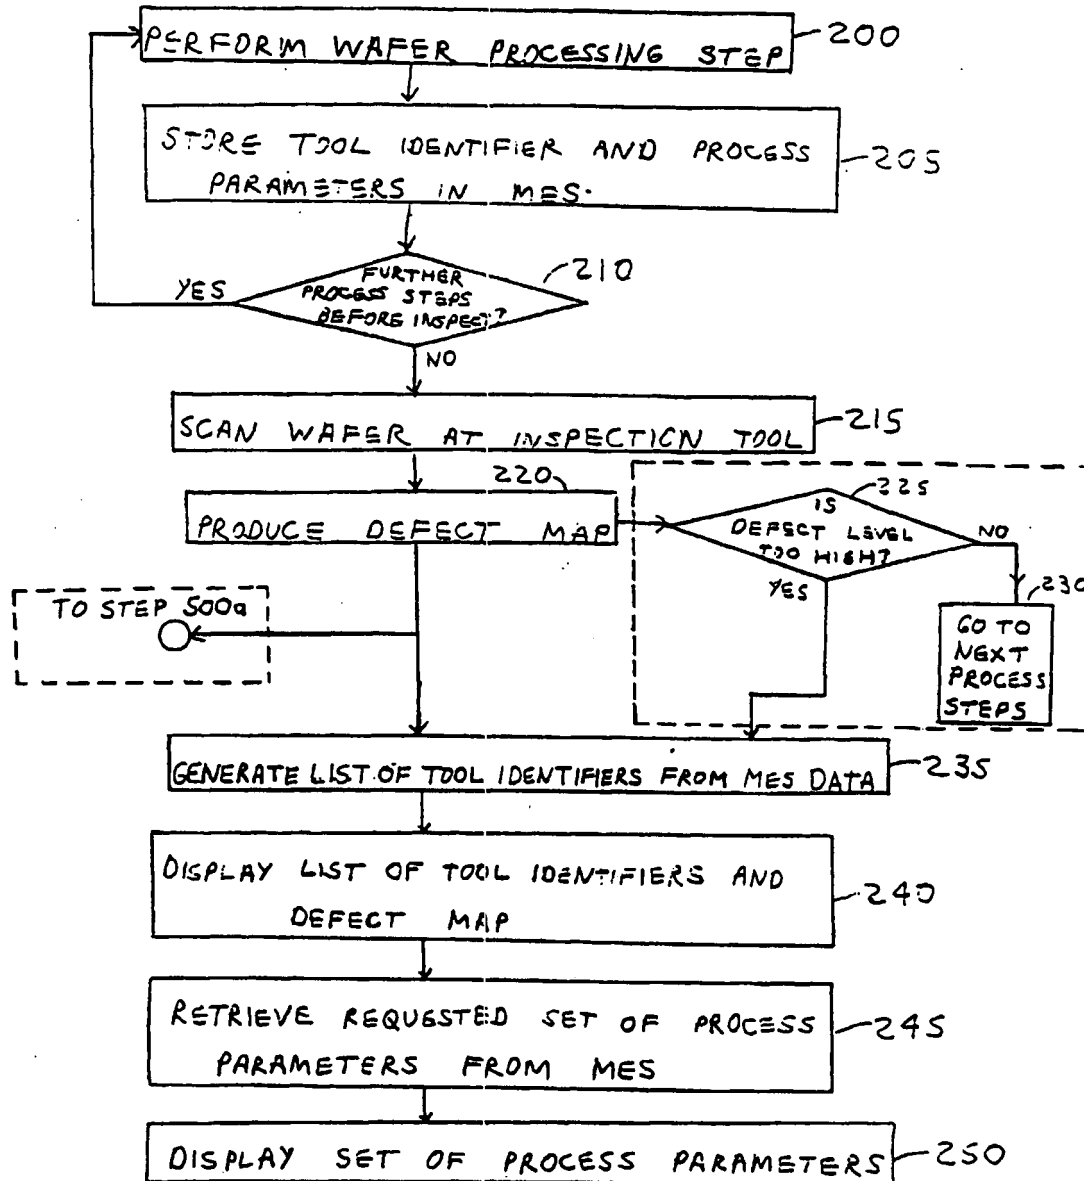 PERFORM WAFER PROCESSING STEP
200
STORE TOOL IDENTIFIER AND PROCESS
PARAMETERS IN MES.
205
FURTHER
PROCESS STEPS
BEFORE INSPECT?
210
YES
NO
SCAN WAFER AT INSPECTION TOOL
215
220
PRODUCE DEFECT MAP
225
IS
DEFECT LEVEL
TOO HIGH?
NO
YES
230
GO TO
NEXT
PROCESS
STEPS
TO STEP 500a
GENERATE LIST OF TOOL IDENTIFIERS FROM MES DATA
235
DISPLAY LIST OF TOOL IDENTIFIERS AND
DEFECT MAP
240
RETRIEVE REQUESTED SET OF PROCESS
PARAMETERS FROM MES
245
DISPLAY SET OF PROCESS PARAMETERS
250